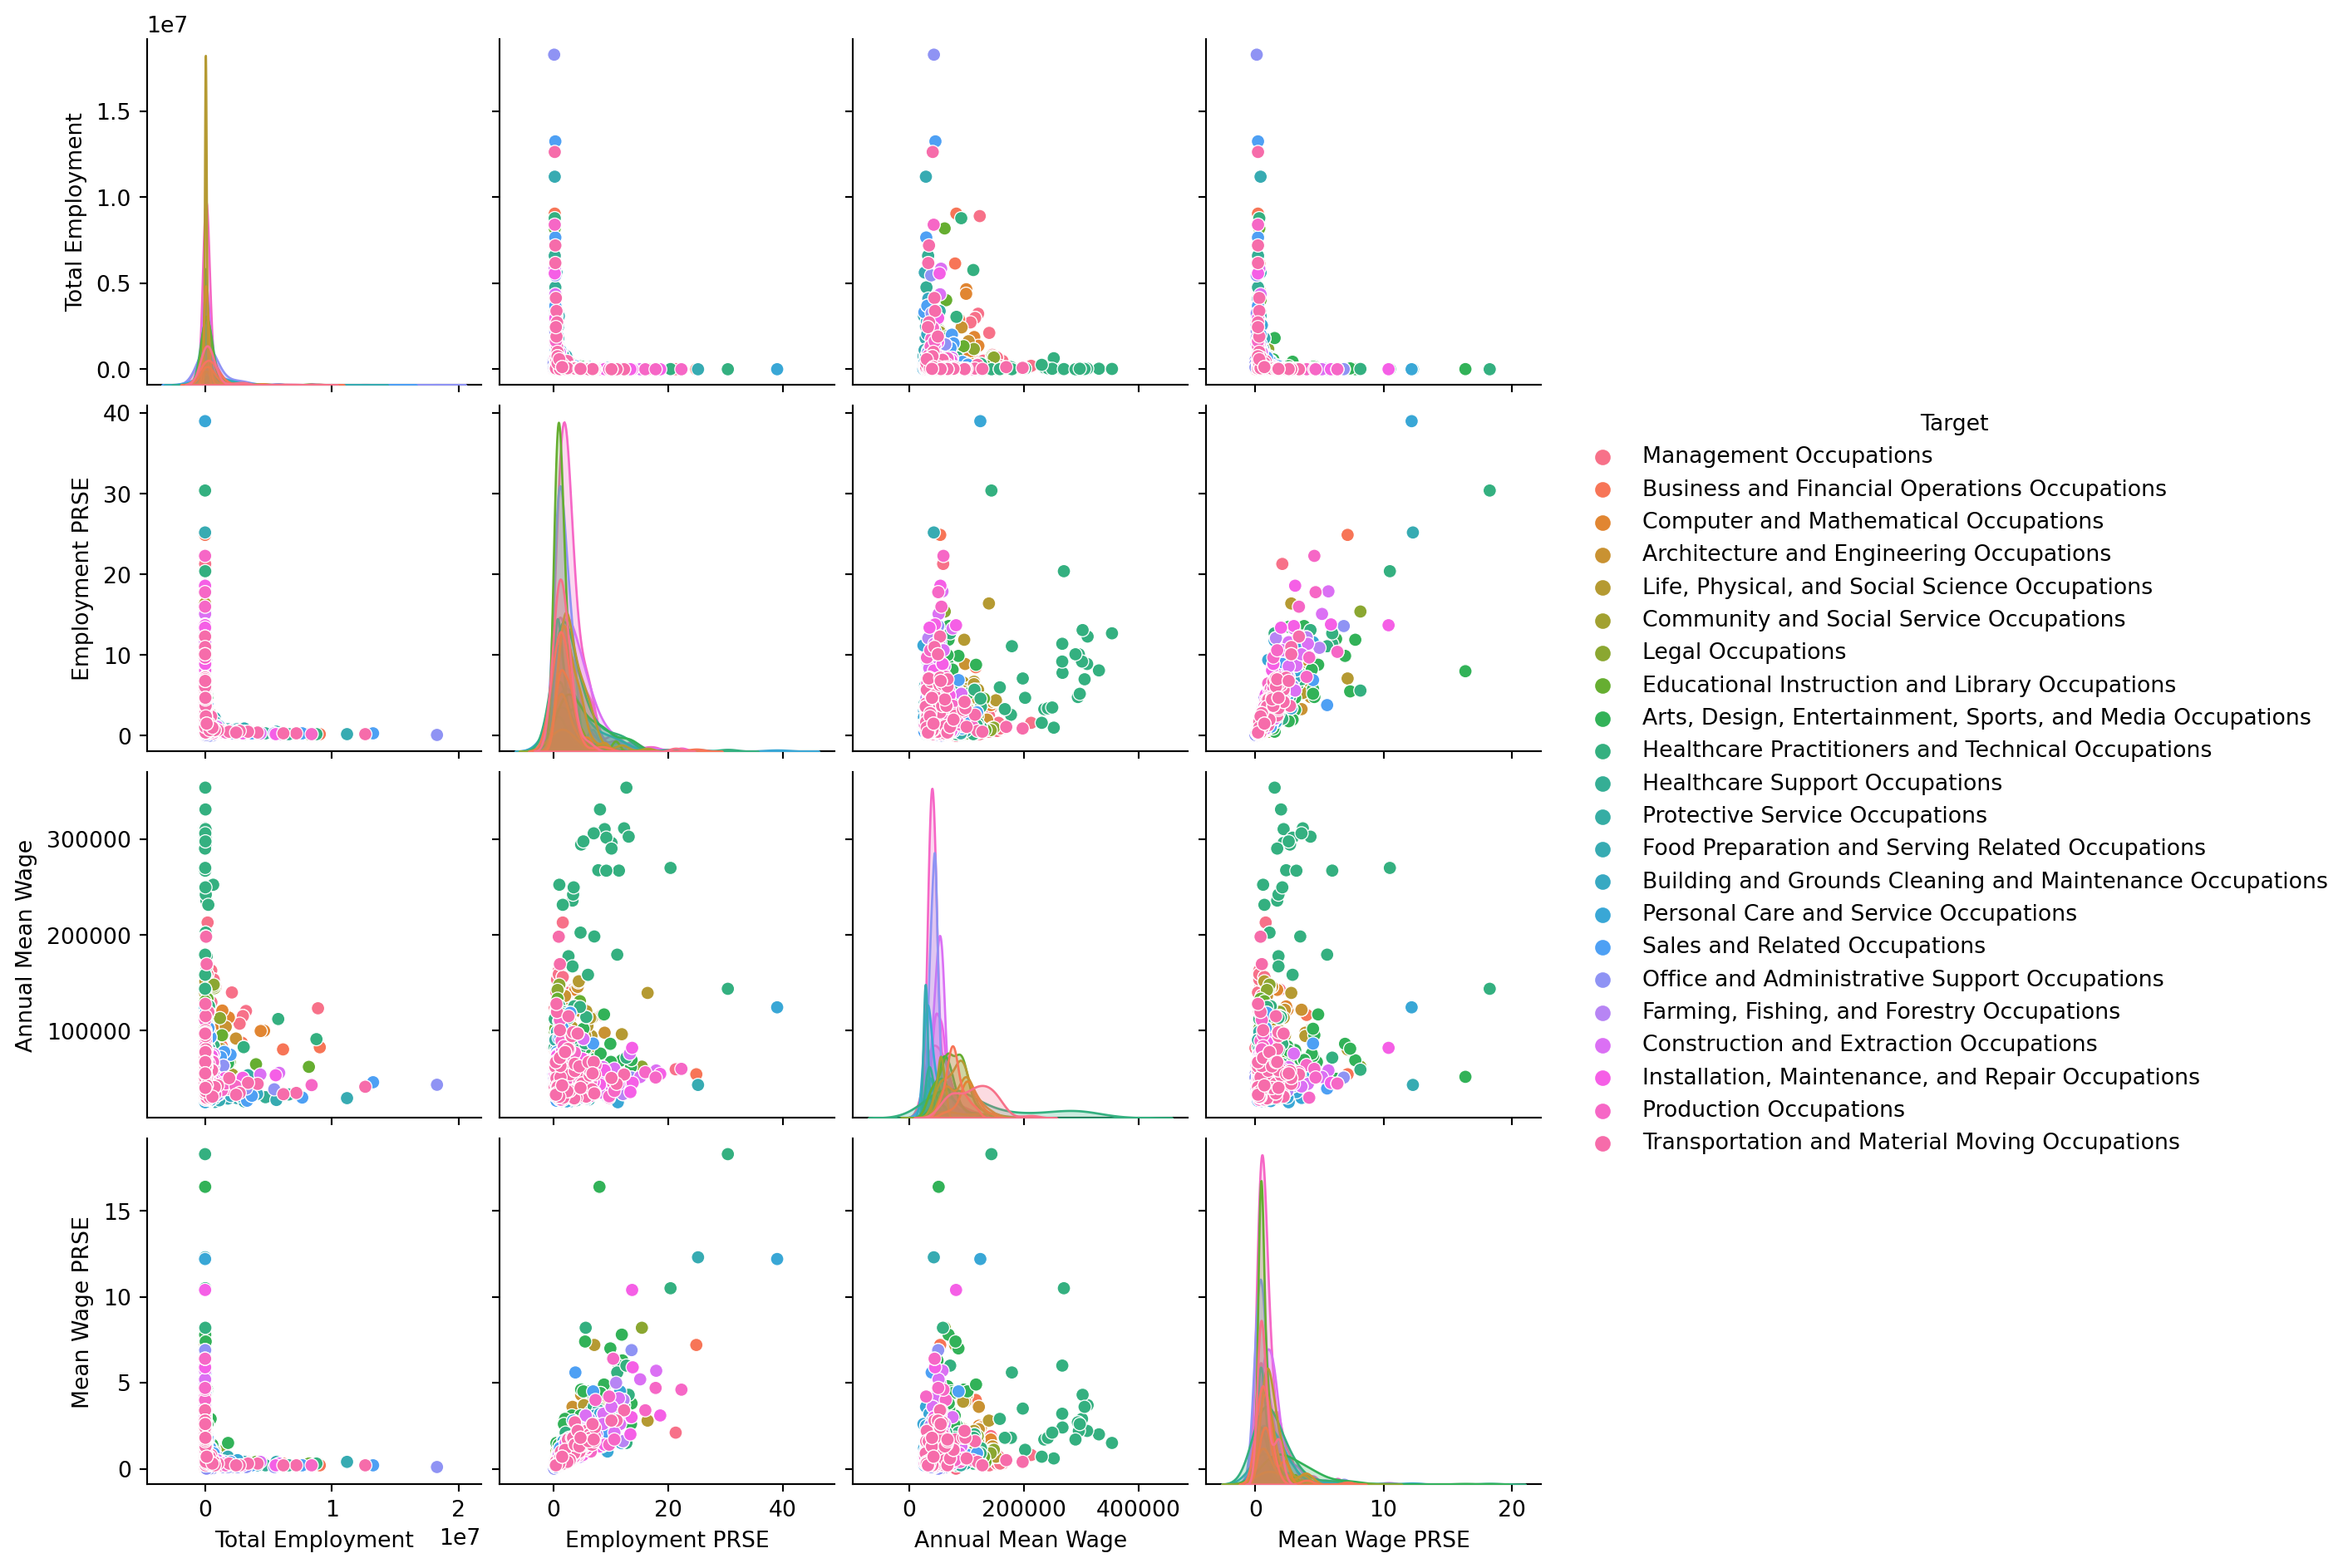 1e7
1.5
1.0
0.5
0.0
Total Employment
40
30
20
10
0
Employment PRSE
Target
Management Occupations
Business and Financial Operations Occupations
Computer and Mathematical Occupations
Architecture and Engineering Occupations
Life, Physical, and Social Science Occupations
Community and Social Service Occupations
Legal Occupations
Educational Instruction and Library Occupations
Arts, Design, Entertainment, Sports, and Media Occupations
Healthcare Practitioners and Technical Occupations
Healthcare Support Occupations
Protective Service Occupations
Food Preparation and Serving Related Occupations
Building and Grounds Cleaning and Maintenance Occupations
Personal Care and Service Occupations
Sales and Related Occupations
Office and Administrative Support Occupations
Farming, Fishing, and Forestry Occupations
Construction and Extraction Occupations
Installation, Maintenance, and Repair Occupations
Production Occupations
Transportation and Material Moving Occupations
300000
200000
100000
Annual Mean Wage
15
10
5
0
Mean Wage PRSE
0 1 2
1e7
Total Employment
0 20 40
Employment PRSE
0 200000 400000
Annual Mean Wage
0 10 20
Mean Wage PRSE